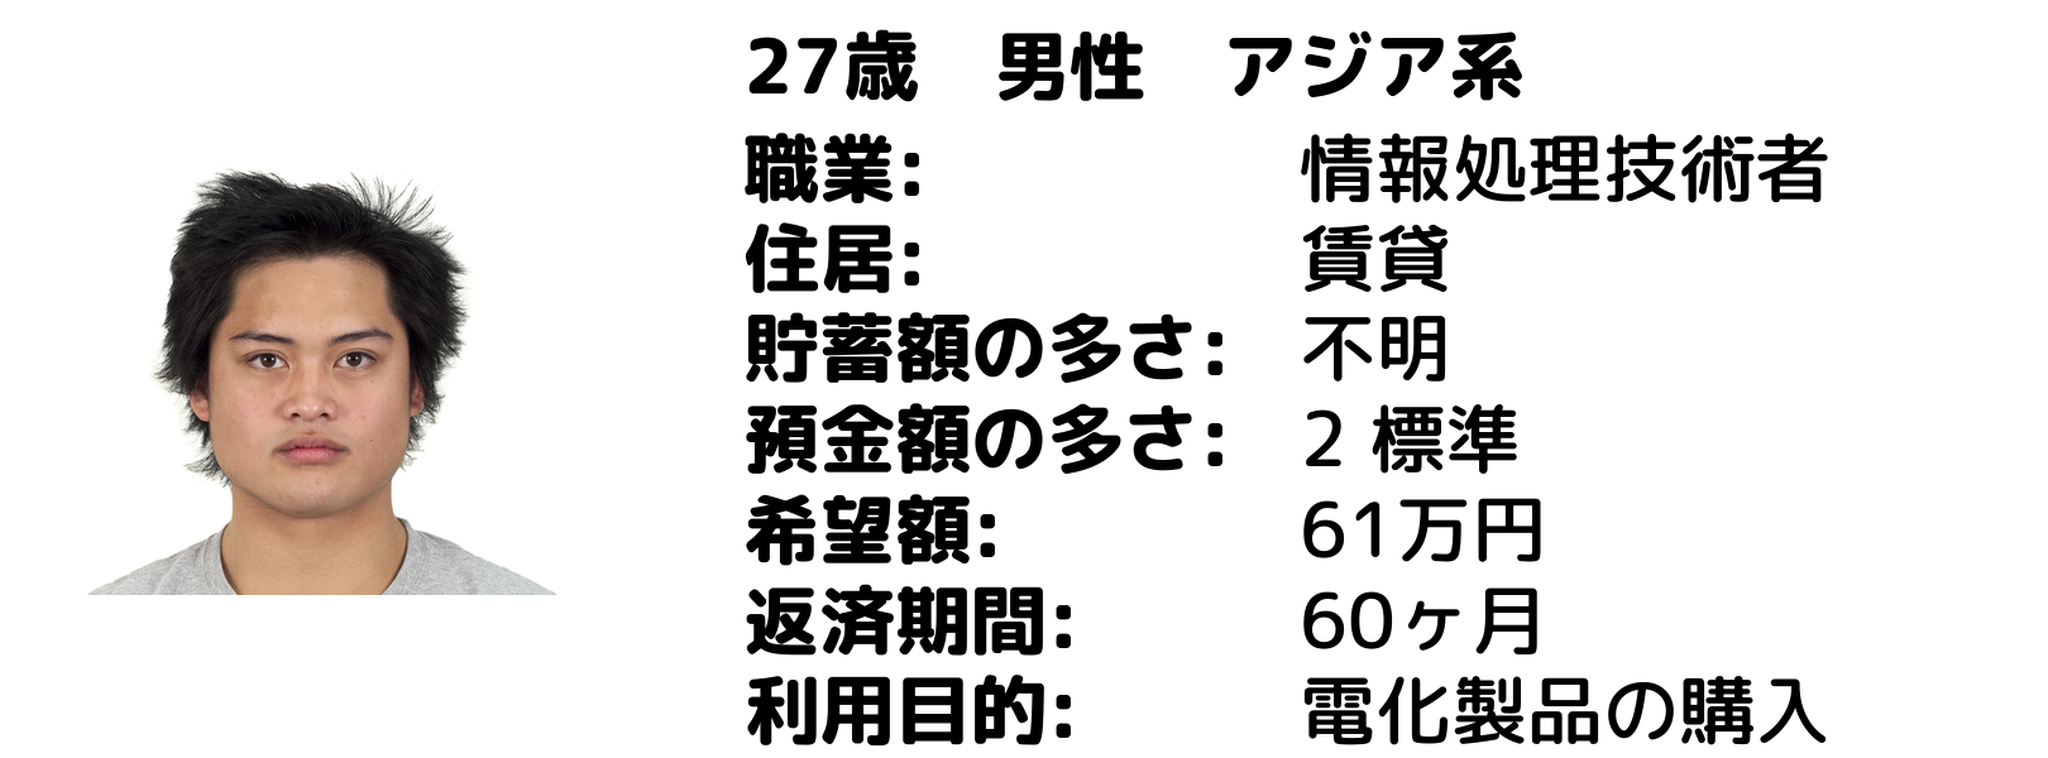 27歳　男性　アジア系
職業:　情報処理技術者
住居:　賃貸
貯蓄額の多さ:　不明
預金額の多さ:　2 標準
希望額:　61万円
返済期間:　60ヶ月
利用目的:　電化製品の購入